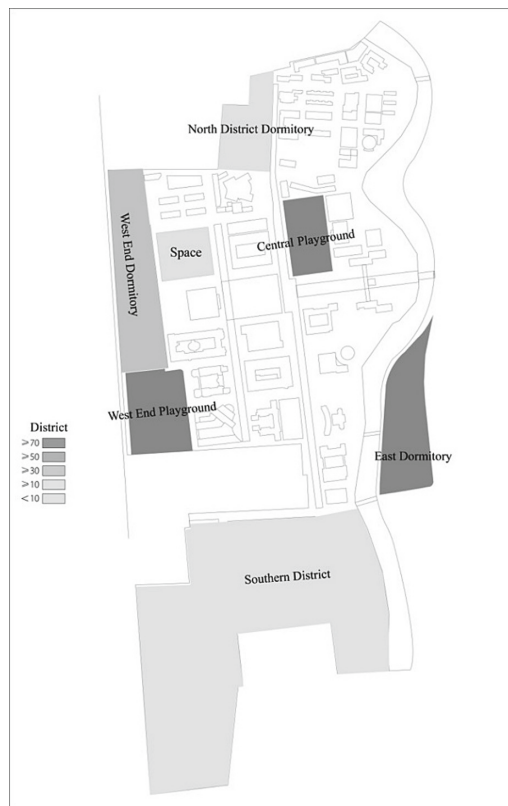 North District Dormitory
West End Dormitory
Space
Central Playground
West End Playground
East Dormitory
Southern District
District
>70
>50
>30
>10
<10